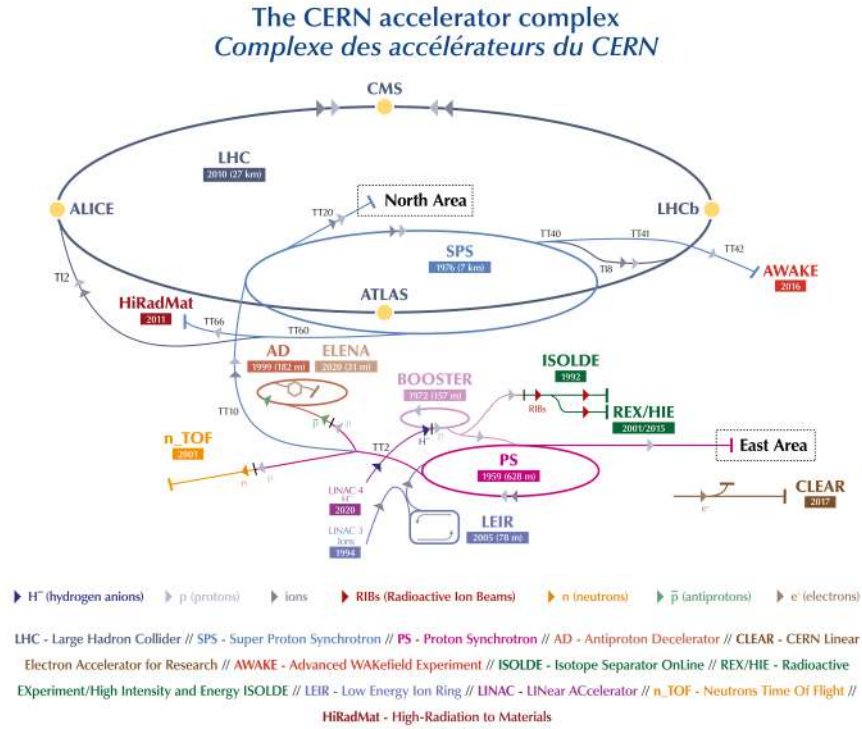 The CERN accelerator complex
Complexe des accélérateurs du CERN
CMS
LHC
2010 (27 km)
ALICE
TT20
North Area
LHCb
TT40
TT41
SPS
1976 (7 km)
TI8
TT42
AWAKE
2016
TI2
HiRadMat
2011
ATLAS
TT66
TT60
AD
1999 (182 m)
ELENA
2020 (31 m)
ISOLDE
1992
BOOSTER
1972 (157 m)
RIBs
REX/HIE
2001/2015
TT10
p̅
p
H⁻
p
n_TOF
2001
TT2
East Area
PS
1959 (628 m)
n
p
LINAC 4
H⁻
2020
CLEAR
2017
e⁻
LINAC 3
Ions
1994
LEIR
2005 (78 m)
H⁻ (hydrogen anions)
p (protons)
ions
RIBs (Radioactive Ion Beams)
n (neutrons)
p̅ (antiprotons)
e⁻ (electrons)
LHC - Large Hadron Collider // SPS - Super Proton Synchrotron // PS - Proton Synchrotron // AD - Antiproton Decelerator // CLEAR - CERN Linear
Electron Accelerator for Research // AWAKE - Advanced WAKefield Experiment // ISOLDE - Isotope Separator OnLine // REX/HIE - Radioactive
EXperiment/High Intensity and Energy ISOLDE // LEIR - Low Energy Ion Ring // LINAC - LINear ACcelerator // n_TOF - Neutrons Time Of Flight //
HiRadMat - High-Radiation to Materials